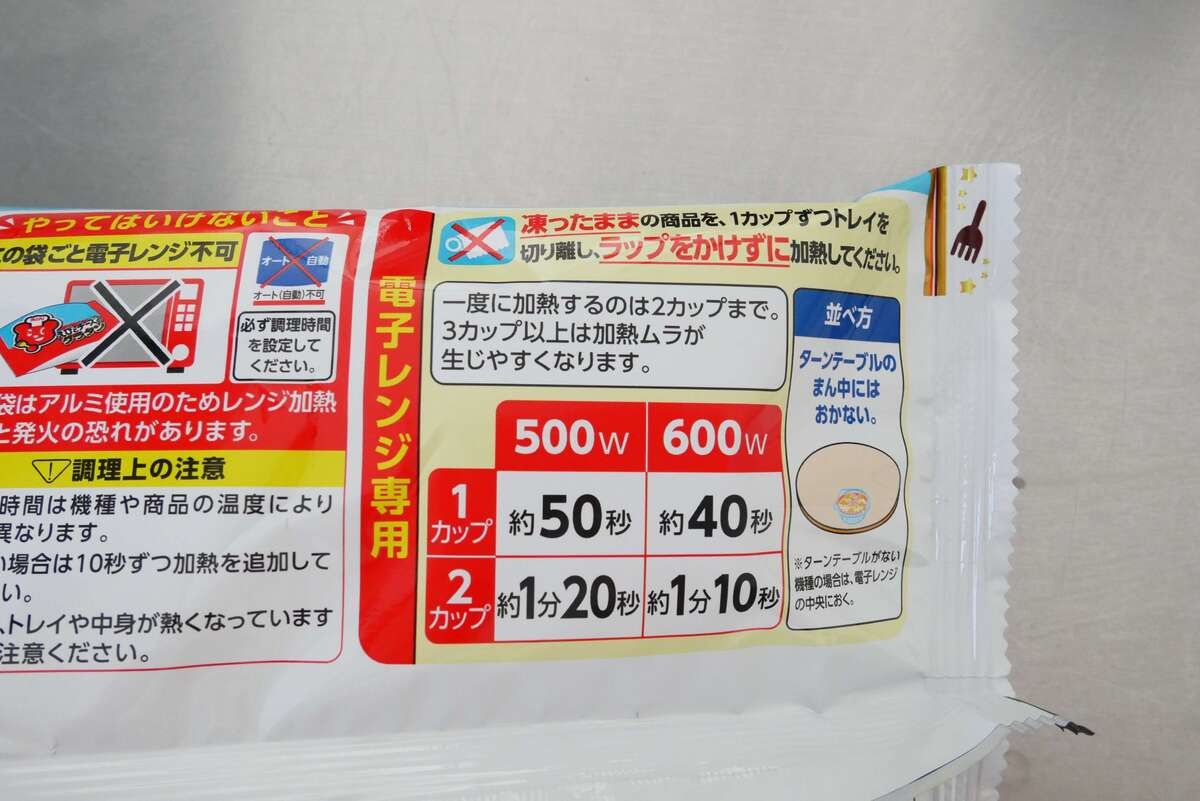 やってはいけないこと
の袋ごと電子レンジ不可
オート 自動
オート(自動)不可
必ず調理時間
を設定して
ください。
袋はアルミ使用のためレンジ加熱
と発火の恐れがあります。
調理上の注意
時間は機種や商品の温度により
異なります。
い場合は10秒ずつ加熱を追加して
い。
トレイや中身が熱くなっています
注意ください。
電子レンジ専用
凍ったままの商品を、1カップずつトレイを
切り離し、ラップをかけずに加熱してください。
一度に加熱するのは2カップまで。
3カップ以上は加熱ムラが
生じやすくなります。
500W 600W
1カップ 約50秒 約40秒
2カップ 約1分20秒 約1分10秒
並べ方
ターンテーブルの
まん中には
おかない。
※ターンテーブルがない
機種の場合は、電子レンジ
の中央におく。